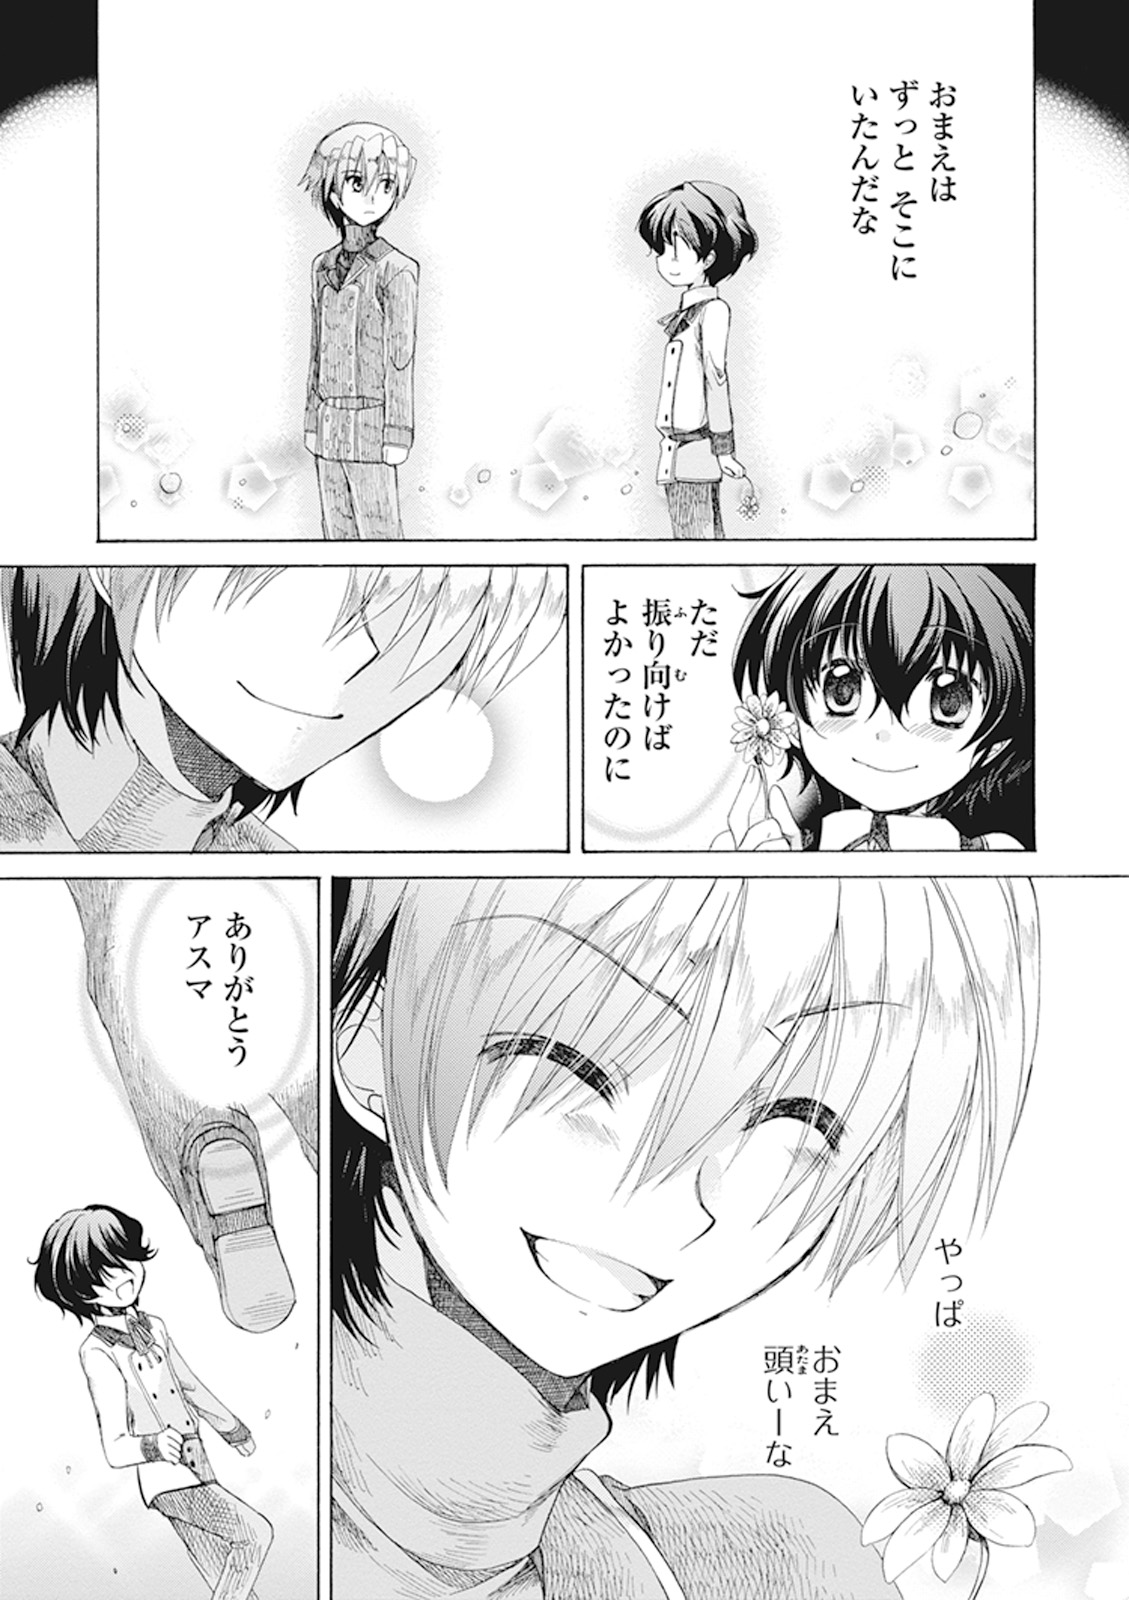 おまえは
ずっと そこに
いたんだな
ただ
振り向けば
よかったのに
やっぱ
おまえ
頭いーな
ありがとう
アスマ